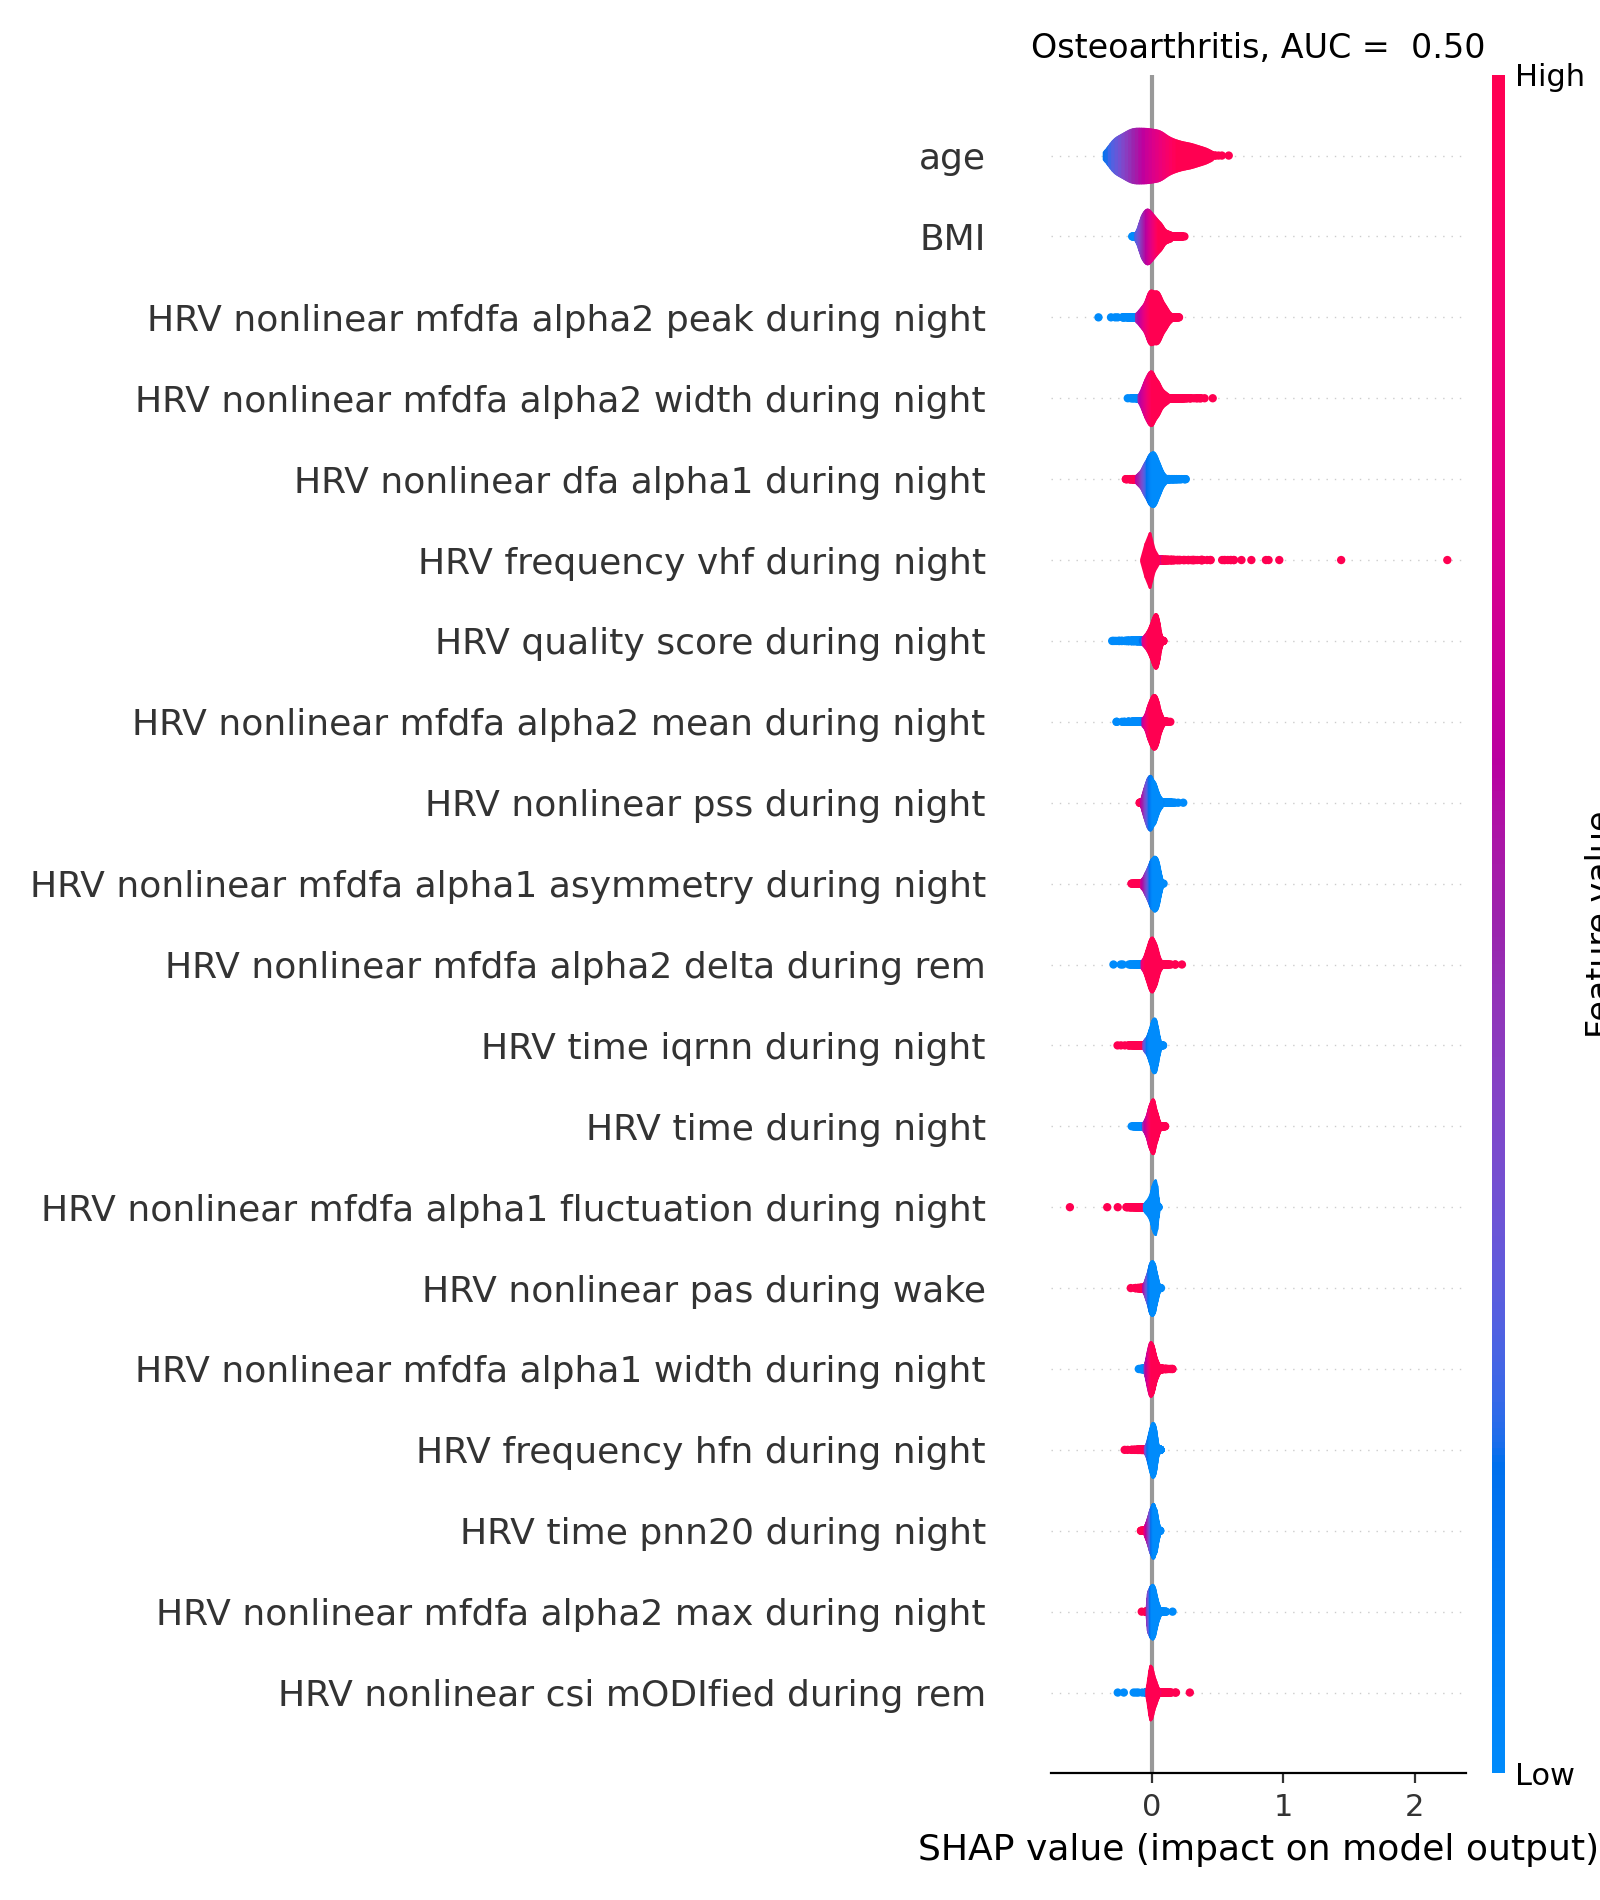 Osteoarthritis, AUC =  0.50
High
age
BMI
HRV nonlinear mfdfa alpha2 peak during night
HRV nonlinear mfdfa alpha2 width during night
HRV nonlinear dfa alpha1 during night
HRV frequency vhf during night
HRV quality score during night
HRV nonlinear mfdfa alpha2 mean during night
HRV nonlinear pss during night
HRV nonlinear mfdfa alpha1 asymmetry during night
HRV nonlinear mfdfa alpha2 delta during rem
HRV time iqrnn during night
HRV time during night
HRV nonlinear mfdfa alpha1 fluctuation during night
HRV nonlinear pas during wake
HRV nonlinear mfdfa alpha1 width during night
HRV frequency hfn during night
HRV time pnn20 during night
HRV nonlinear mfdfa alpha2 max during night
HRV nonlinear csi mODIfied during rem
Feature value
Low
0 1 2
SHAP value (impact on model output)